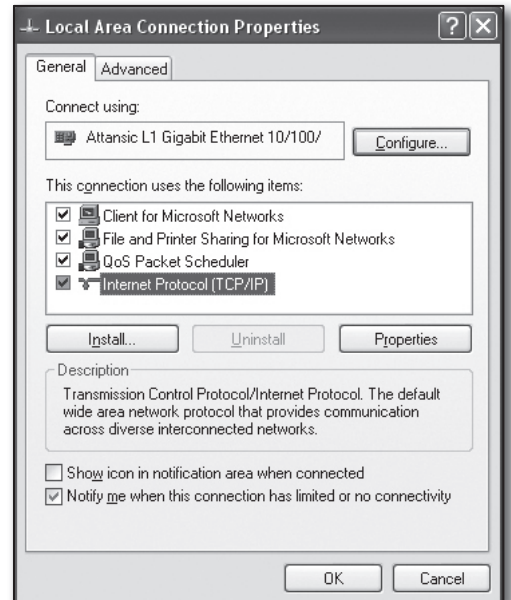 Local Area Connection Properties
General
Advanced
Connect using:
Attansic L1 Gigabit Ethernet 10/100/
Configure...
This connection uses the following items:
Client for Microsoft Networks
File and Printer Sharing for Microsoft Networks
QoS Packet Scheduler
Internet Protocol (TCP/IP)
Install...
Uninstall
Properties
Description
Transmission Control Protocol/Internet Protocol. The default
wide area network protocol that provides communication
across diverse interconnected networks.
Show icon in notification area when connected
Notify me when this connection has limited or no connectivity
OK
Cancel